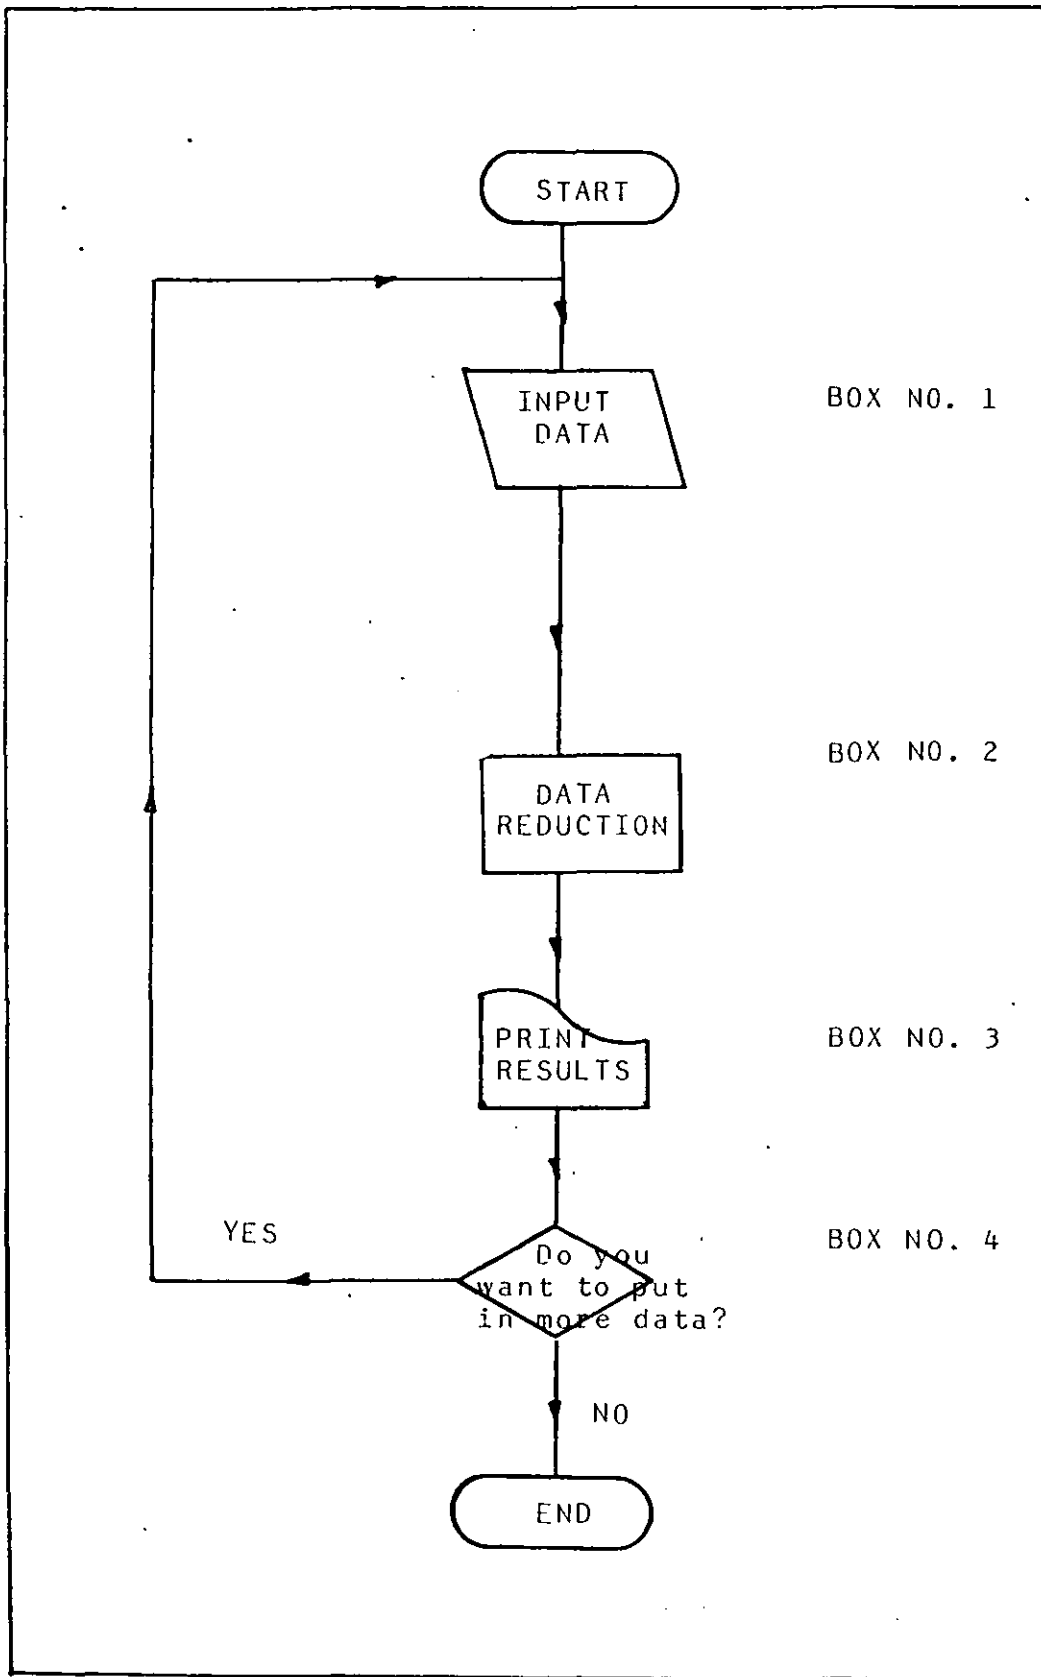 START
INPUT
DATA
BOX NO. 1
BOX NO. 2
DATA
REDUCTION
PRINT
RESULTS
BOX NO. 3
YES
BOX NO. 4
Do you
want to put
in more data?
NO
END